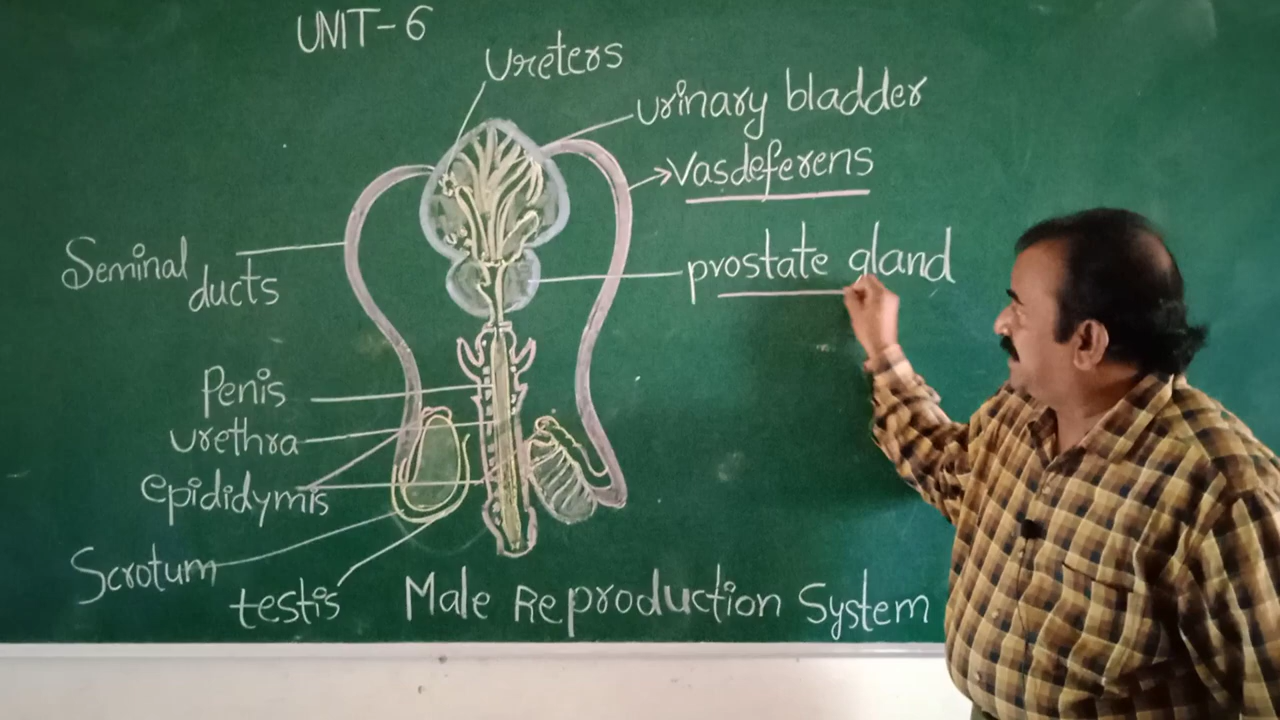 UNIT-6
Ureters
urinary bladder
Vasdeferens
Seminal
ducts
prostate gland
Penis
urethra
epididymis
Scrotum
testis
Male Reproduction System